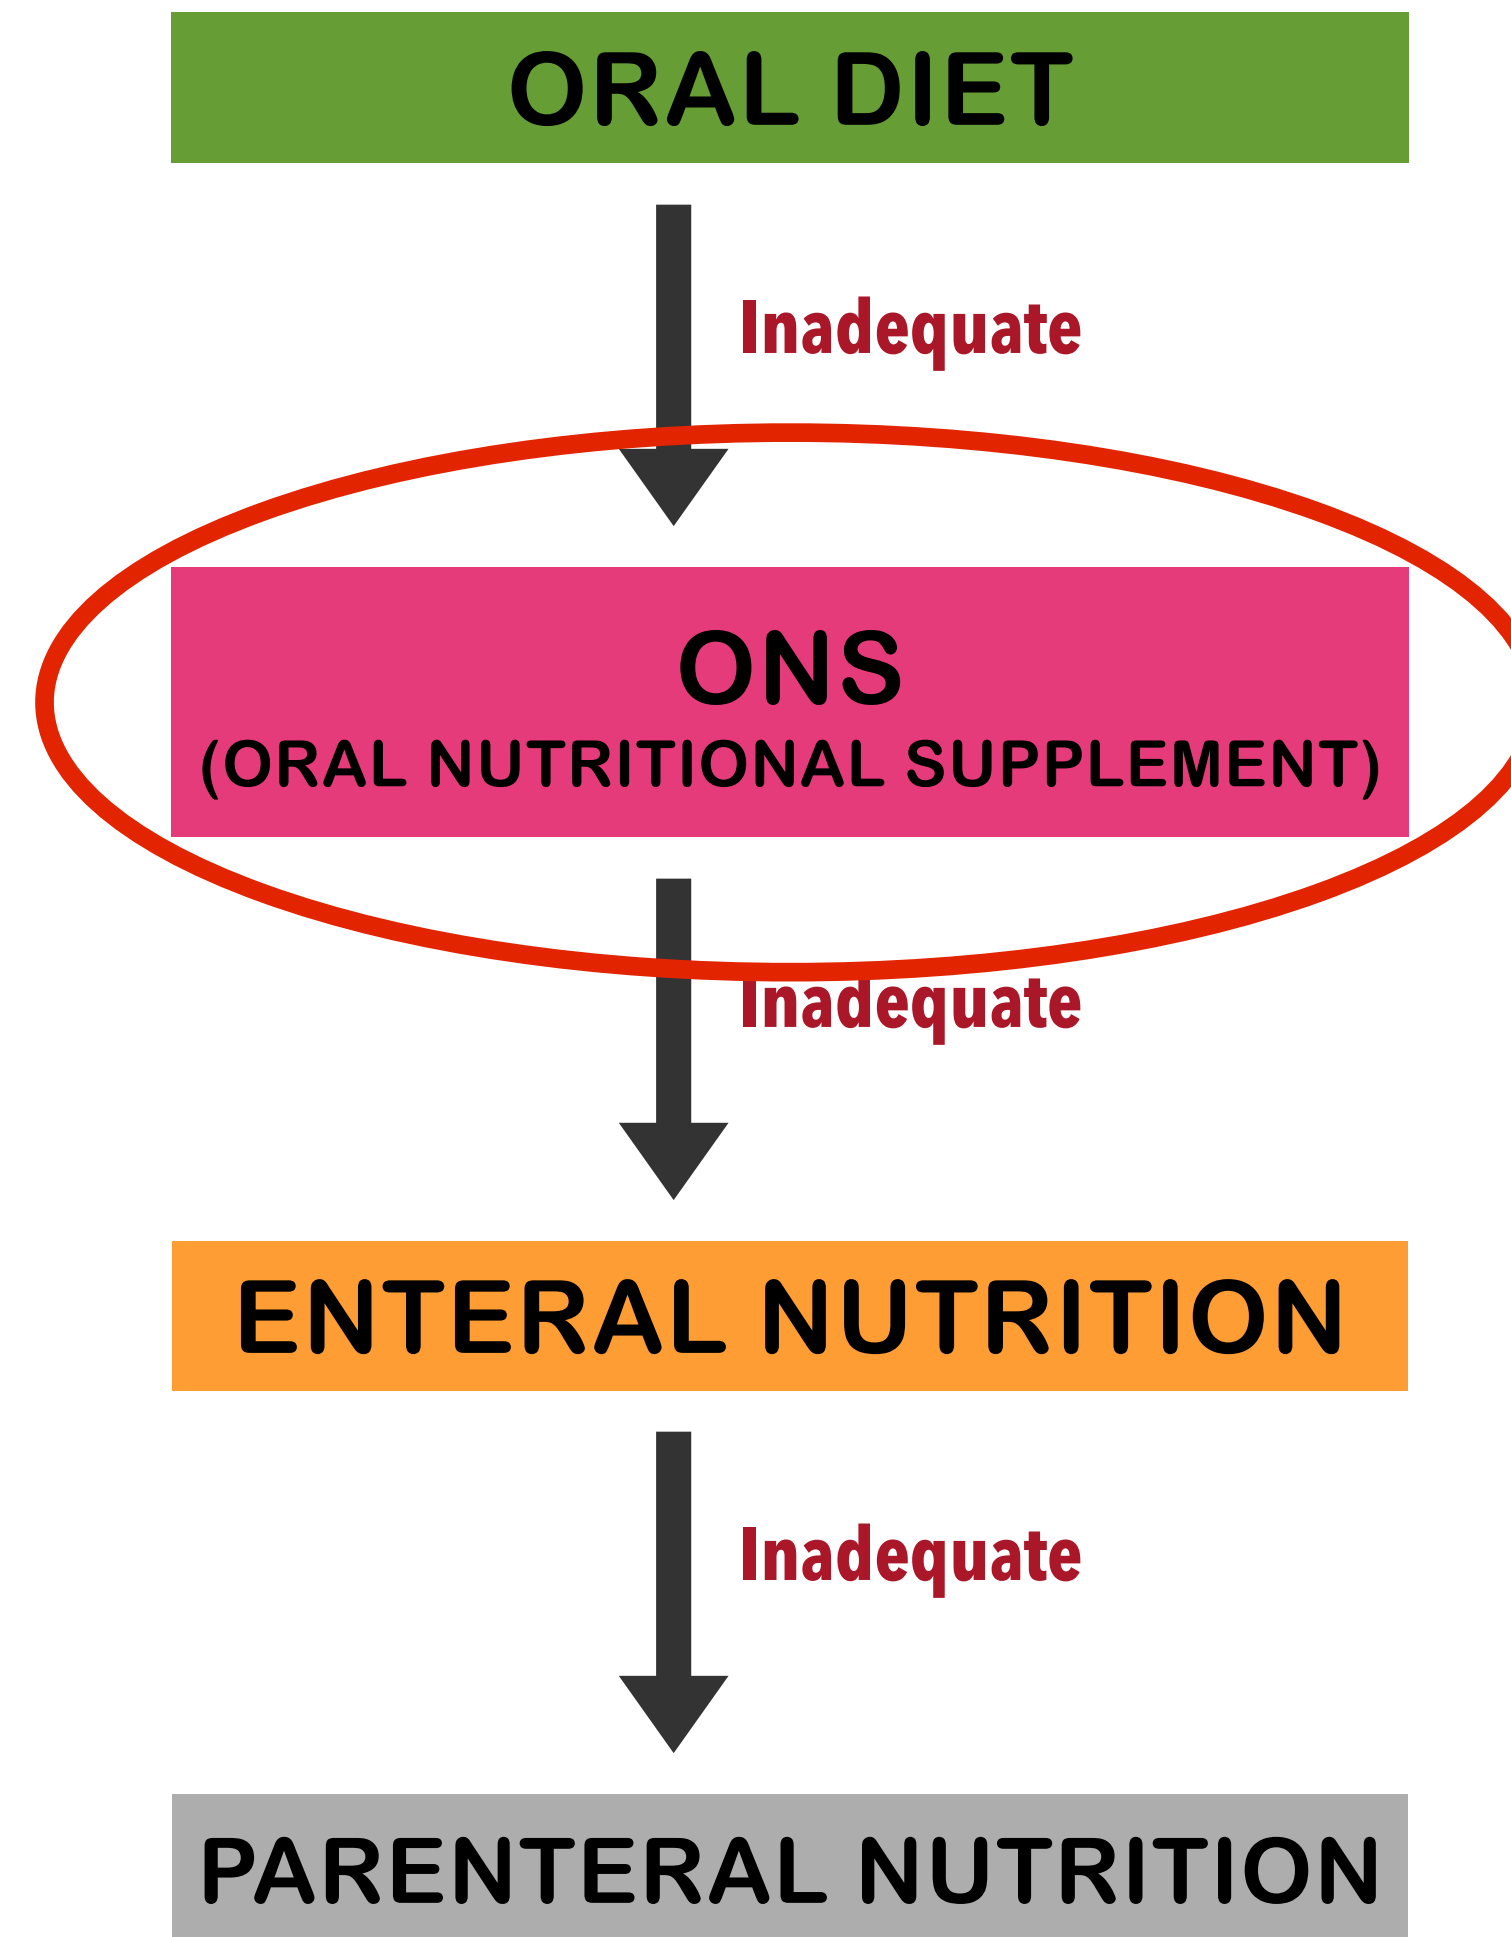 ORAL DIET
Inadequate
ONS
(ORAL NUTRITIONAL SUPPLEMENT)
Inadequate
ENTERAL NUTRITION
Inadequate
PARENTERAL NUTRITION